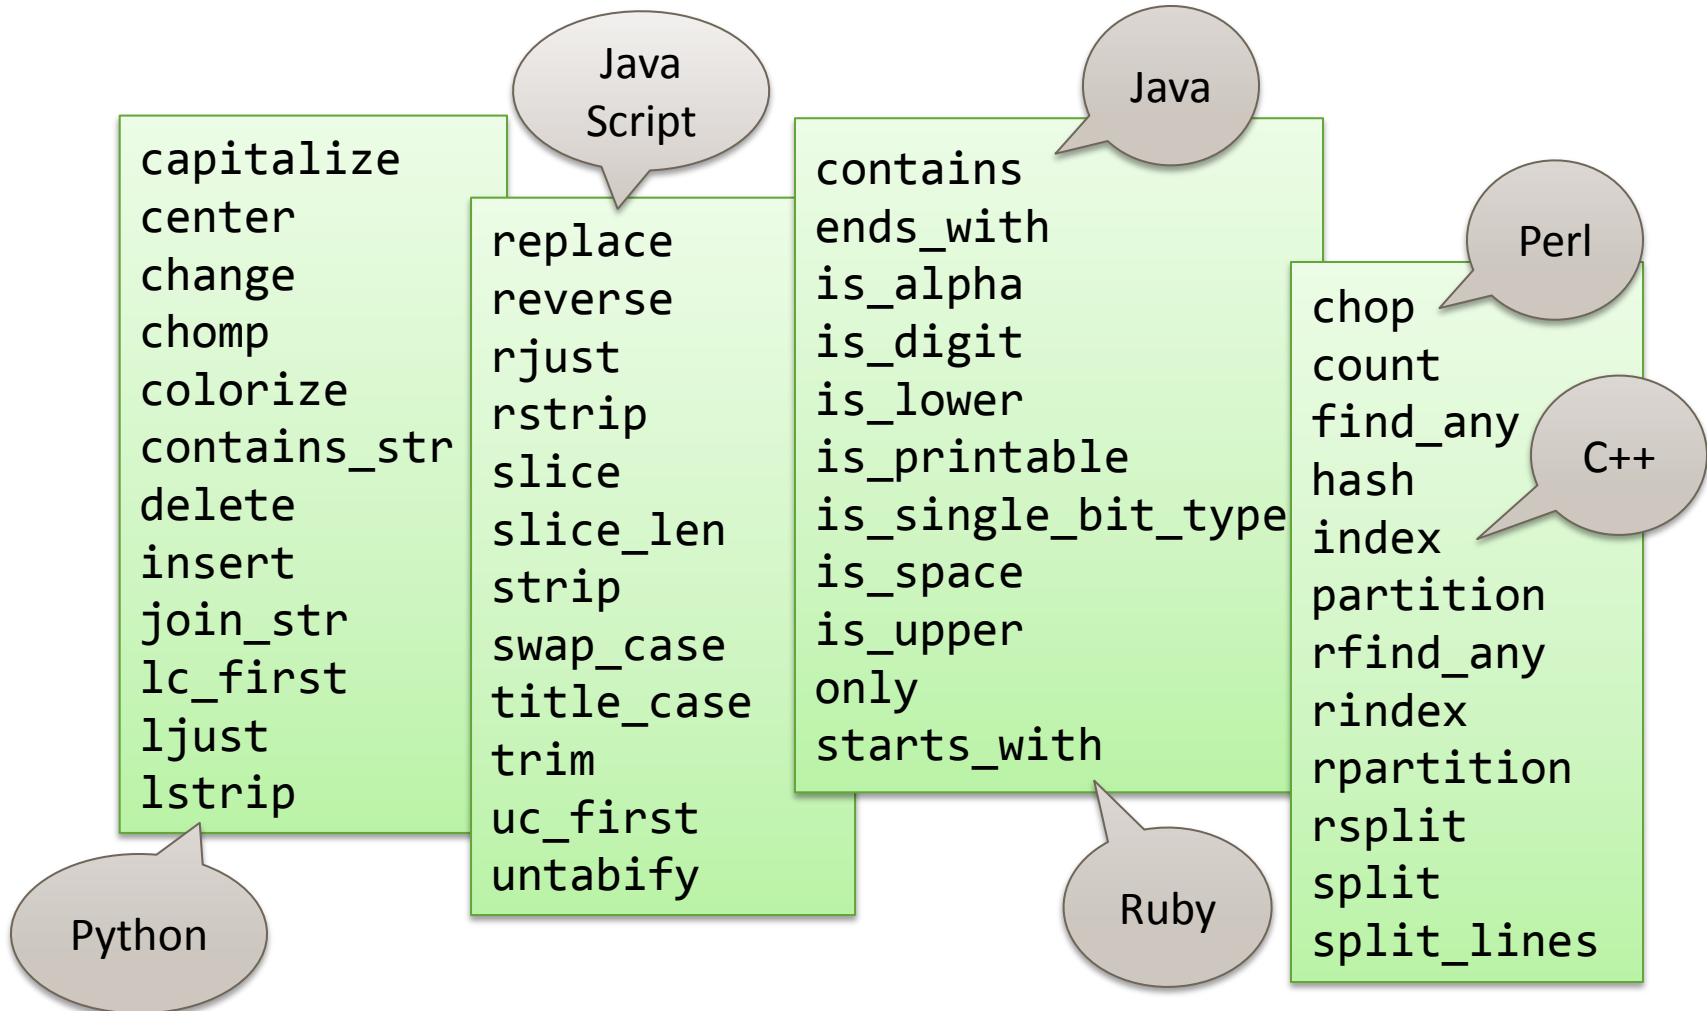 capitalize
center
change
chomp
colorize
contains_str
delete
insert
join_str
lc_first
ljust
lstrip
Python
Java
Script
replace
reverse
rjust
rstrip
slice
slice_len
strip
swap_case
title_case
trim
uc_first
untabify
Java
contains
ends_with
is_alpha
is_digit
is_lower
is_printable
is_single_bit_type
is_space
is_upper
only
starts_with
Ruby
Perl
chop
count
find_any
hash
C++
index
partition
rfind_any
rindex
rpartition
rsplit
split
split_lines